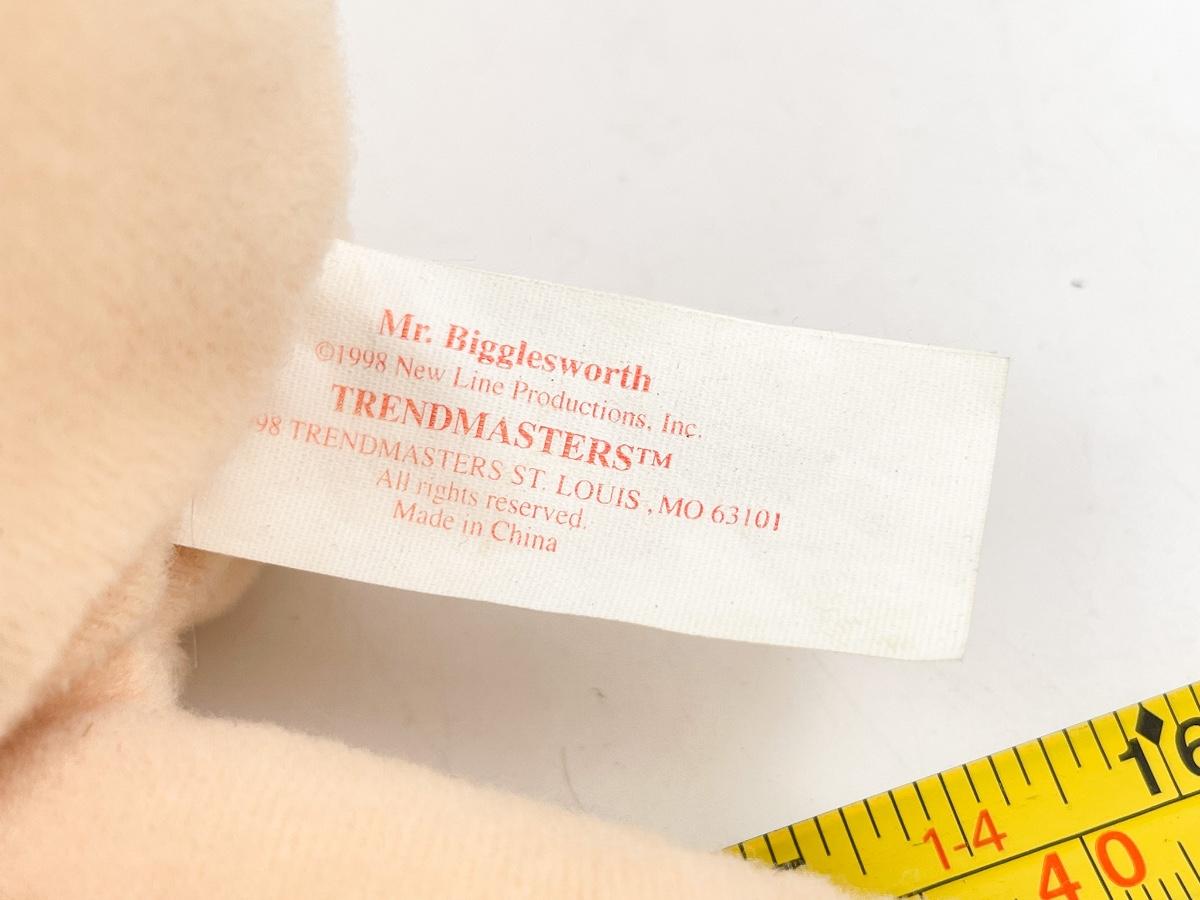 Mr. Bigglesworth
©1998 New Line Productions, Inc.
TRENDMASTERS™
98 TRENDMASTERS ST. LOUIS , MO 63101
All rights reserved.
Made in China
16
1-4
40